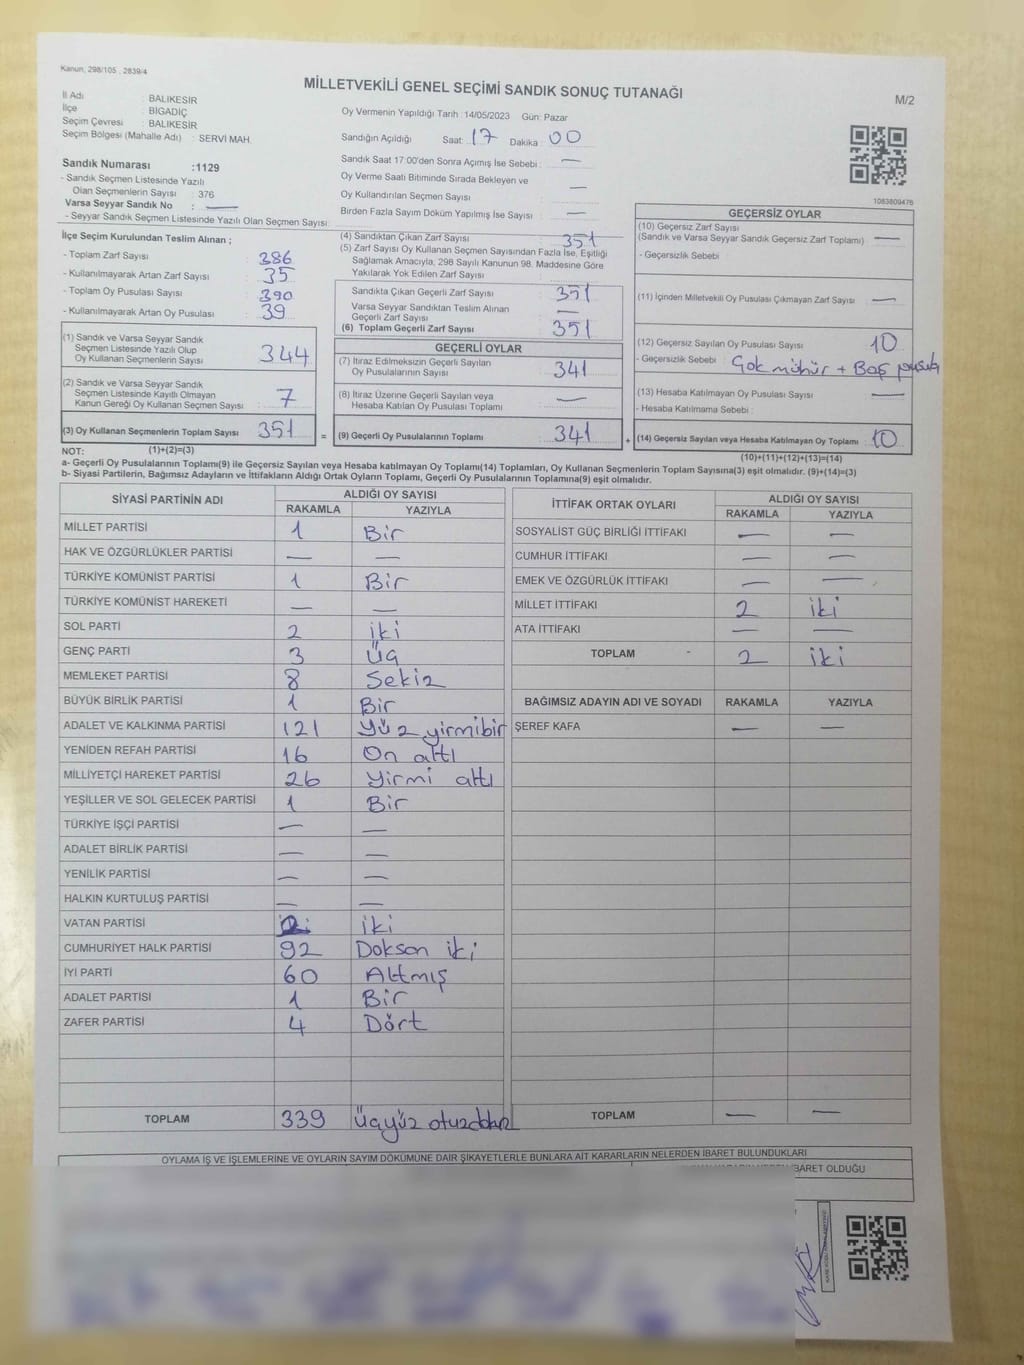 Kanun, 298/105 , 2839/4
MİLLETVEKİLİ GENEL SEÇİMİ SANDIK SONUÇ TUTANAĞI
M/2
İl Adı : BALIKESİR
İlçe : BİGADİÇ
Seçim Çevresi : BALIKESİR
Seçim Bölgesi (Mahalle Adı) : SERVİ MAH.
Sandık Numarası :1129
- Sandık Seçmen Listesinde Yazılı
Olan Seçmenlerin Sayısı : 376
Varsa Seyyar Sandık No : —
- Seyyar Sandık Seçmen Listesinde Yazılı Olan Seçmen Sayısı:
Oy Vermenin Yapıldığı Tarih :14/05/2023 Gün: Pazar
Sandığın Açıldığı Saat: 17 Dakika: 00
Sandık Saat 17:00'den Sonra Açımış İse Sebebi : —
Oy Verme Saati Bitiminde Sırada Bekleyen ve
Oy Kullandırılan Seçmen Sayısı : —
Birden Fazla Sayım Döküm Yapılmış İse Sayısı : —
1083809476
İlçe Seçim Kurulundan Teslim Alınan ;
- Toplam Zarf Sayısı : 386
- Kullanılmayarak Artan Zarf Sayısı : 35
- Toplam Oy Pusulası Sayısı : 390
- Kullanılmayarak Artan Oy Pusulası : 39
(4) Sandıktan Çıkan Zarf Sayısı : 351
(5) Zarf Sayısı Oy Kullanan Seçmen Sayısından Fazla İse, Eşitliği
Sağlamak Amacıyla, 298 Sayılı Kanunun 98. Maddesine Göre
Yakılarak Yok Edilen Zarf Sayısı
Sandıkta Çıkan Geçerli Zarf Sayısı : 351
Varsa Seyyar Sandıktan Teslim Alınan
Geçerli Zarf Sayısı : —
(6) Toplam Geçerli Zarf Sayısı : 351
GEÇERSİZ OYLAR
(10) Geçersiz Zarf Sayısı
(Sandık ve Varsa Seyyar Sandık Geçersiz Zarf Toplamı) : —
- Geçersizlik Sebebi :
(11) İçinden Milletvekili Oy Pusulası Çıkmayan Zarf Sayısı : —
(12) Geçersiz Sayılan Oy Pusulası Sayısı : 10
- Geçersizlik Sebebi : Çok mühür + Boş pusula
(13) Hesaba Katılmayan Oy Pusulası Sayısı : —
- Hesaba Katılmama Sebebi :
(14) Geçersiz Sayılan veya Hesaba Katılmayan Oy Toplamı : 10
(10)+(11)+(12)+(13)=(14)
(1) Sandık ve Varsa Seyyar Sandık
Seçmen Listesinde Yazılı Olup
Oy Kullanan Seçmenlerin Sayısı : 344
(2) Sandık ve Varsa Seyyar Sandık
Seçmen Listesinde Kayıtlı Olmayan
Kanun Gereği Oy Kullanan Seçmen Sayısı : 7
(3) Oy Kullanan Seçmenlerin Toplam Sayısı : 351 =
(1)+(2)=(3)
GEÇERLİ OYLAR
(7) İtiraz Edilmeksizin Geçerli Sayılan
Oy Pusulalarının Sayısı : 341
(8) İtiraz Üzerine Geçerli Sayılan veya
Hesaba Katılan Oy Pusulası Toplamı : —
(9) Geçerli Oy Pusulalarının Toplamı : 341 +
NOT:
a- Geçerli Oy Pusulalarının Toplamı(9) ile Geçersiz Sayılan veya Hesaba katılmayan Oy Toplamı(14) Toplamları, Oy Kullanan Seçmenlerin Toplam Sayısına(3) eşit olmalıdır. (9)+(14)=(3)
b- Siyasi Partilerin, Bağımsız Adayların ve İttifakların Aldığı Ortak Oyların Toplamı, Geçerli Oy Pusulalarının Toplamına(9) eşit olmalıdır.
SİYASİ PARTİNİN ADI ALDIĞI OY SAYISI
RAKAMLA YAZIYLA
MİLLET PARTİSİ 1 Bir
HAK VE ÖZGÜRLÜKLER PARTİSİ — —
TÜRKİYE KOMÜNİST PARTİSİ 1 Bir
TÜRKİYE KOMÜNİST HAREKETİ — —
SOL PARTİ 2 iki
GENÇ PARTİ 3 Üç
MEMLEKET PARTİSİ 8 Sekiz
BÜYÜK BİRLİK PARTİSİ 1 Bir
ADALET VE KALKINMA PARTİSİ 121 Yüz yirmibir
YENİDEN REFAH PARTİSİ 16 On altı
MİLLİYETÇİ HAREKET PARTİSİ 26 Yirmi altı
YEŞİLLER VE SOL GELECEK PARTİSİ 1 Bir
TÜRKİYE İŞÇİ PARTİSİ — —
ADALET BİRLİK PARTİSİ — —
YENİLİK PARTİSİ — —
HALKIN KURTULUŞ PARTİSİ — —
VATAN PARTİSİ 2 iki
CUMHURİYET HALK PARTİSİ 92 Doksan iki
İYİ PARTİ 60 Altmış
ADALET PARTİSİ 1 Bir
ZAFER PARTİSİ 4 Dört
TOPLAM 339 Üçyüz otuzdokuz
İTTİFAK ORTAK OYLARI ALDIĞI OY SAYISI
RAKAMLA YAZIYLA
SOSYALİST GÜÇ BİRLİĞİ İTTİFAKI — —
CUMHUR İTTİFAKI — —
EMEK VE ÖZGÜRLÜK İTTİFAKI — —
MİLLET İTTİFAKI 2 iki
ATA İTTİFAKI — —
TOPLAM 2 iki
BAĞIMSIZ ADAYIN ADI VE SOYADI RAKAMLA YAZIYLA
ŞEREF KAFA — —
TOPLAM — —
OYLAMA İŞ VE İŞLEMLERİNE VE OYLARIN SAYIM DÖKÜMÜNE DAİR ŞİKAYETLERLE BUNLARA AİT KARARLARIN NELERDEN İBARET BULUNDUKLARI
İBARET OLDUĞU